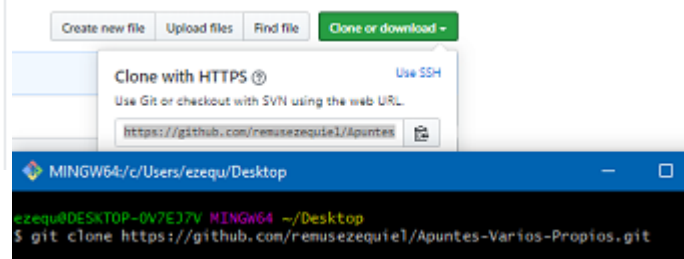 Create new file Upload files Find file Clone or download
Clone with HTTPS Use SSH
Use Git or checkout with SVN using the web URL.
https://github.com/remusezequiel/Apuntes
MINGW64:/c/Users/ezequ/Desktop
ezequ@DESKTOP-OV7EJ7V MINGW64 ~/Desktop
$ git clone https://github.com/remusezequiel/Apuntes-Varios-Propios.git